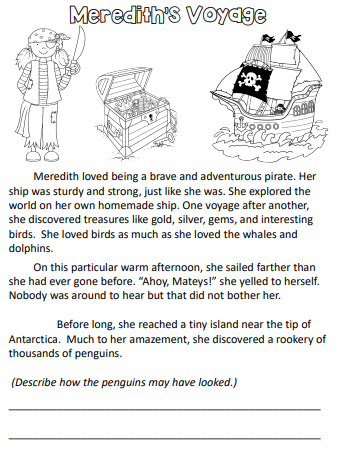 Meredith's Voyage
Meredith loved being a brave and adventurous pirate. Her
ship was sturdy and strong, just like she was. She explored the
world on her own homemade ship. One voyage after another,
she discovered treasures like gold, silver, gems, and interesting
birds. She loved birds as much as she loved the whales and
dolphins.
On this particular warm afternoon, she sailed farther than
she had ever gone before. "Ahoy, Mateys!" she yelled to herself.
Nobody was around to hear but that did not bother her.
Before long, she reached a tiny island near the tip of
Antarctica. Much to her amazement, she discovered a rookery of
thousands of penguins.
(Describe how the penguins may have looked.)